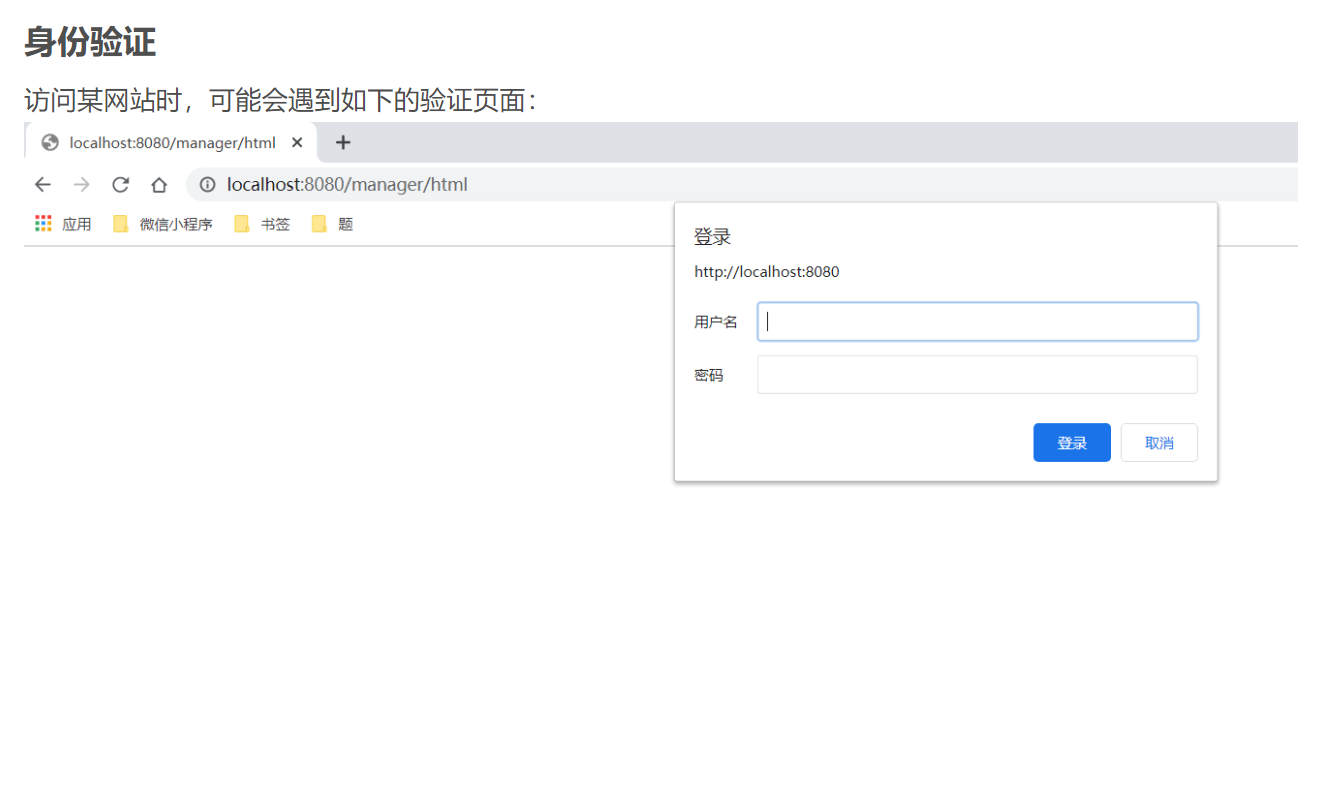 身份验证
访问某网站时，可能会遇到如下的验证页面：
localhost:8080/manager/html
localhost:8080/manager/html
应用 微信小程序 书签 题
登录
http://localhost:8080
用户名
密码
登录 取消